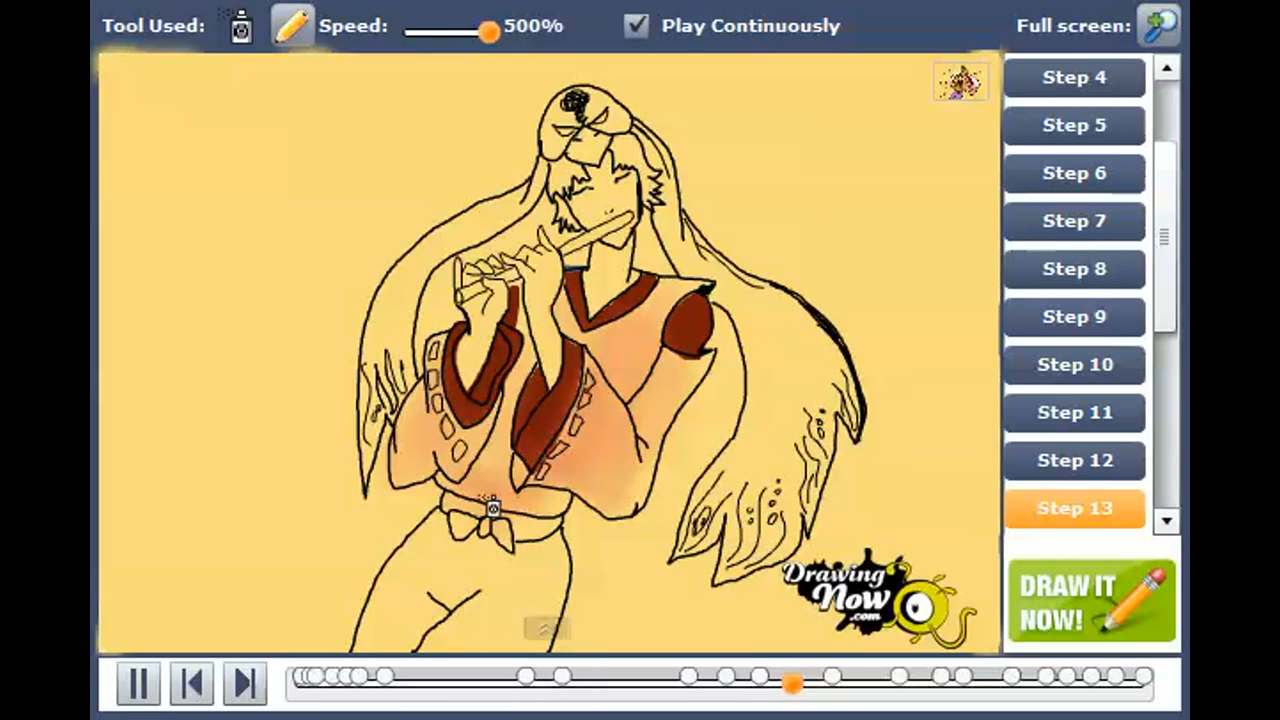 Tool Used:
Speed:
500%
Play Continuously
Full screen:
Step 4
Step 5
Step 6
Step 7
Step 8
Step 9
Step 10
Step 11
Step 12
Step 13
DRAW IT
NOW!
Drawing
Now
.com